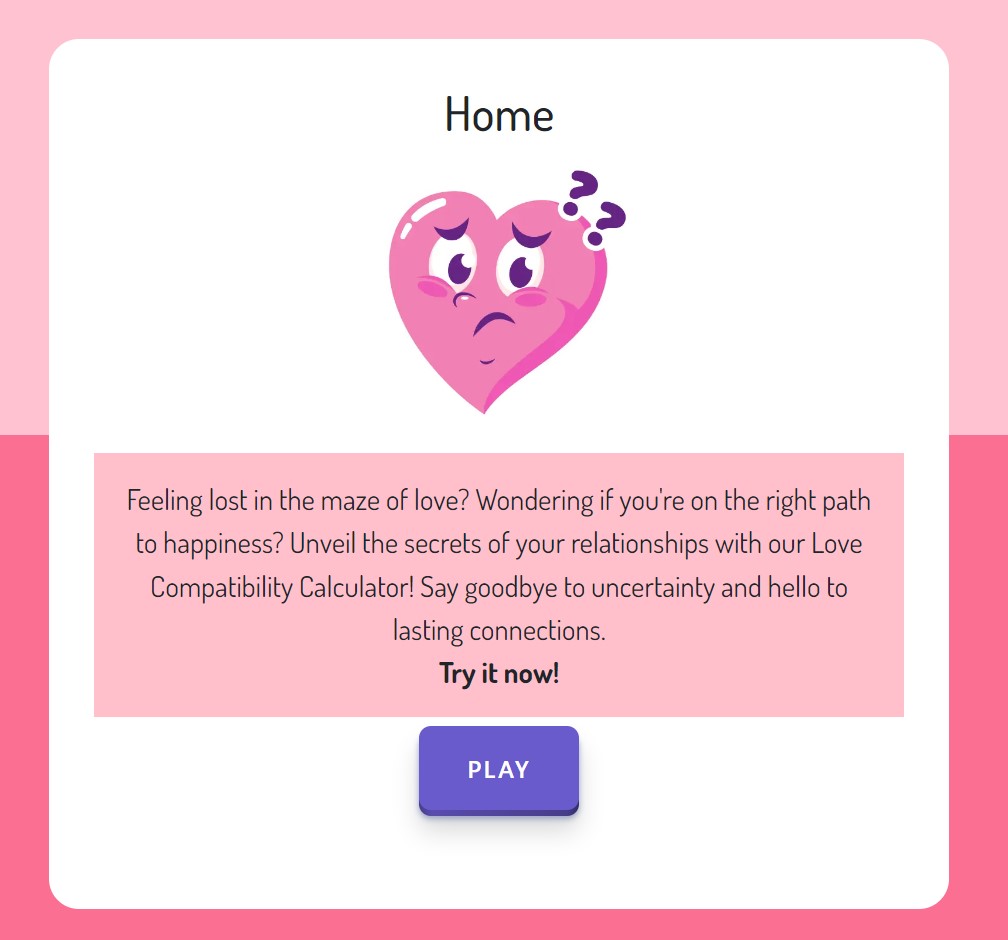 Home
??
Feeling lost in the maze of love? Wondering if you're on the right path
to happiness? Unveil the secrets of your relationships with our Love
Compatibility Calculator! Say goodbye to uncertainty and hello to
lasting connections.
Try it now!
PLAY